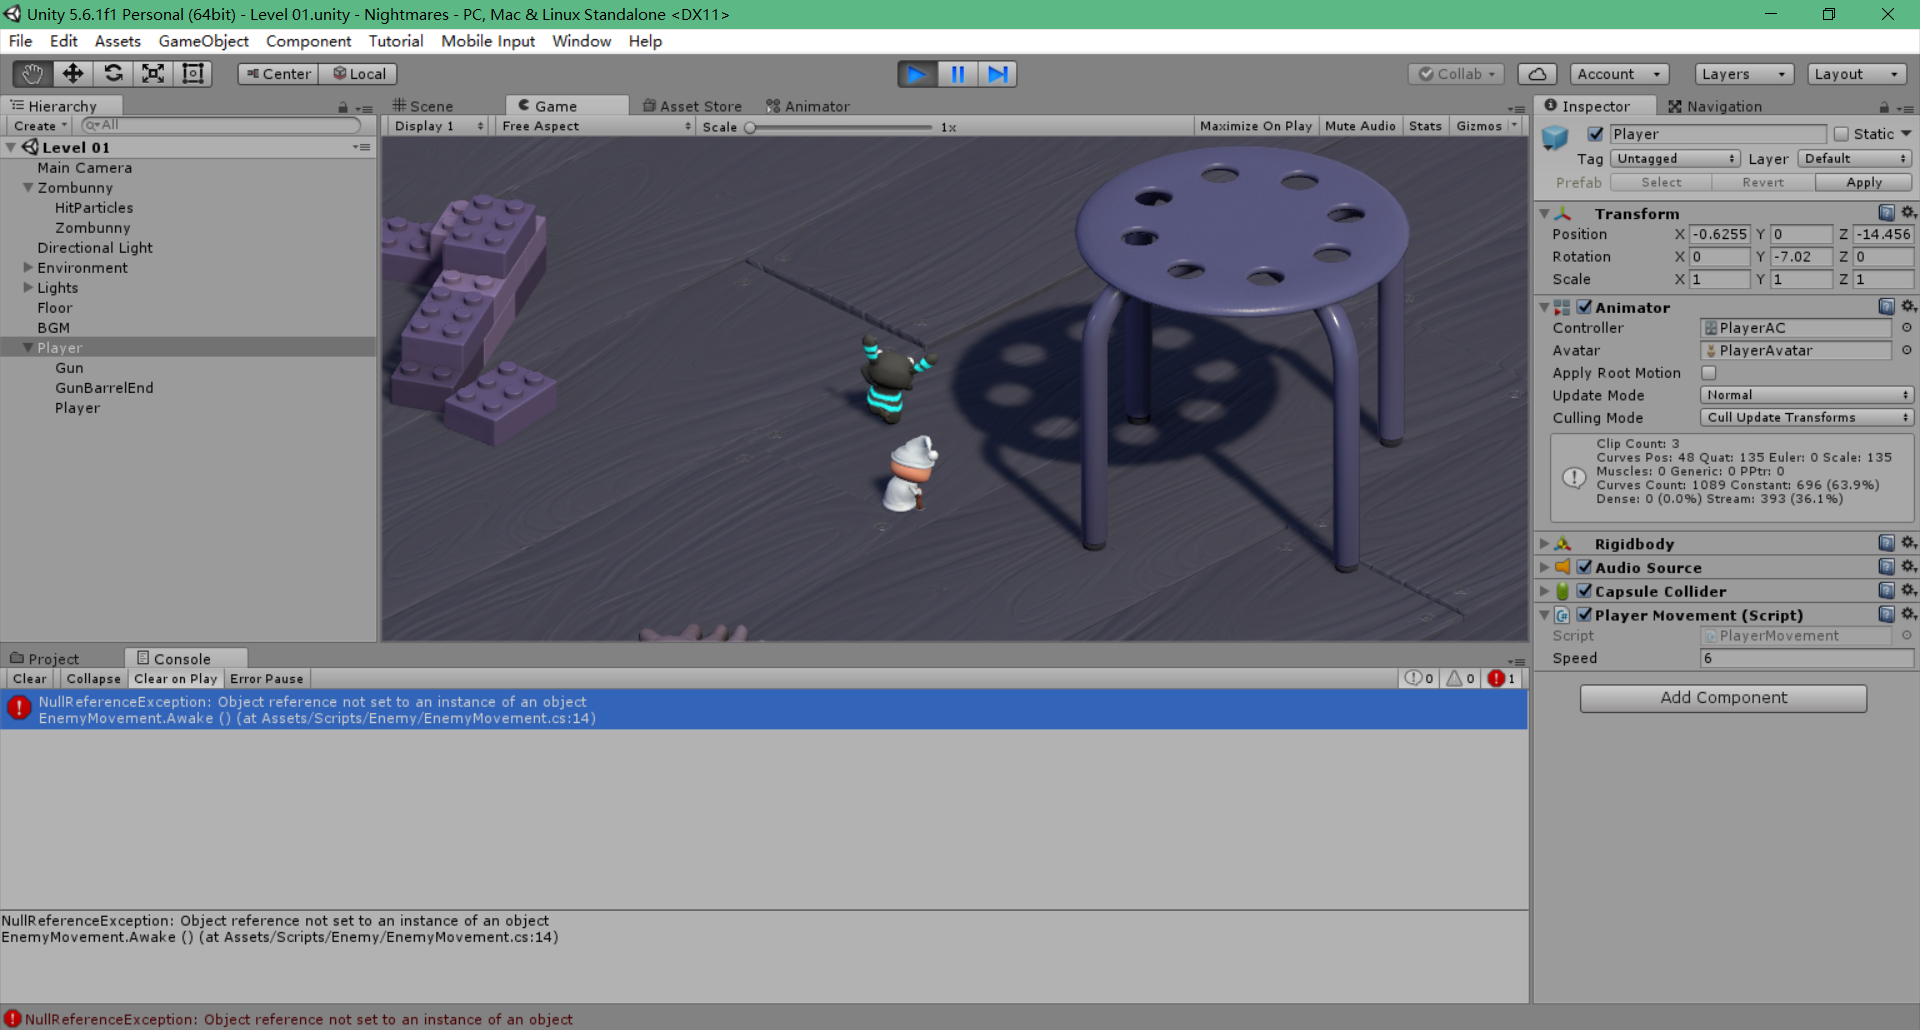 Unity 5.6.1f1 Personal (64bit) - Level 01.unity - Nightmares - PC, Mac & Linux Standalone <DX11>
File Edit Assets GameObject Component Tutorial Mobile Input Window Help
Center Local Collab Account Layers Layout
Hierarchy Scene Game Asset Store Animator Inspector Navigation
Create All Display 1 Free Aspect Scale 1x Maximize On Play Mute Audio Stats Gizmos
Level 01
Main Camera
Zombunny
HitParticles
Zombunny
Directional Light
Environment
Lights
Floor
BGM
Player
Gun
GunBarrelEnd
Player
Player Static
Tag Untagged Layer Default
Prefab Select Revert Apply
Transform
Position X -0.6255 Y 0 Z -14.456
Rotation X 0 Y -7.02 Z 0
Scale X 1 Y 1 Z 1
Animator
Controller PlayerAC
Avatar PlayerAvatar
Apply Root Motion
Update Mode Normal
Culling Mode Cull Update Transforms
Clip Count: 3
Curves Pos: 48 Quat: 135 Euler: 0 Scale: 135
Muscles: 0 Generic: 0 PPtr: 0
Curves Count: 1089 Constant: 696 (63.9%)
Dense: 0 (0.0%) Stream: 393 (36.1%)
Rigidbody
Audio Source
Capsule Collider
Player Movement (Script)
Script PlayerMovement
Speed 6
Add Component
Project Console
Clear Collapse Clear on Play Error Pause 0 0 1
NullReferenceException: Object reference not set to an instance of an object
EnemyMovement.Awake () (at Assets/Scripts/Enemy/EnemyMovement.cs:14)
NullReferenceException: Object reference not set to an instance of an object
EnemyMovement.Awake () (at Assets/Scripts/Enemy/EnemyMovement.cs:14)
NullReferenceException: Object reference not set to an instance of an object